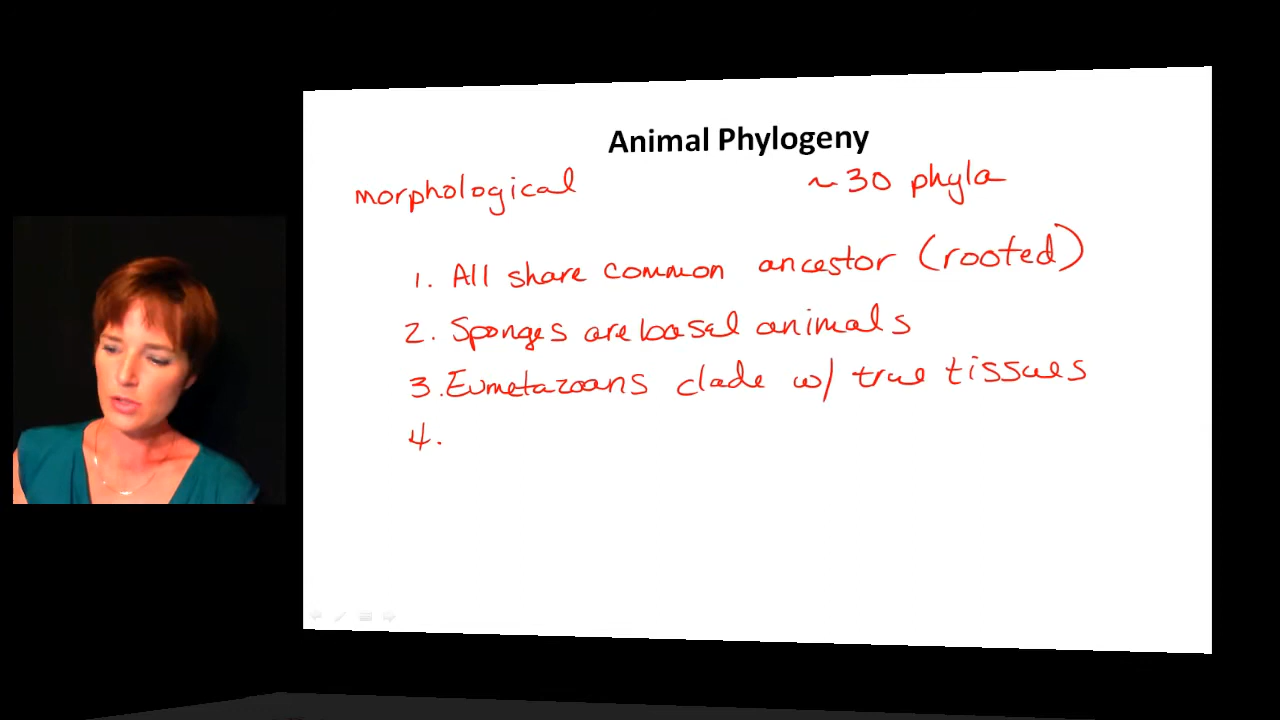 Animal Phylogeny
morphological ~30 phyla
1. All share common ancestor (rooted)
2. Sponges are basal animals
3. Eumetazoans clade w/ true tissues
4.